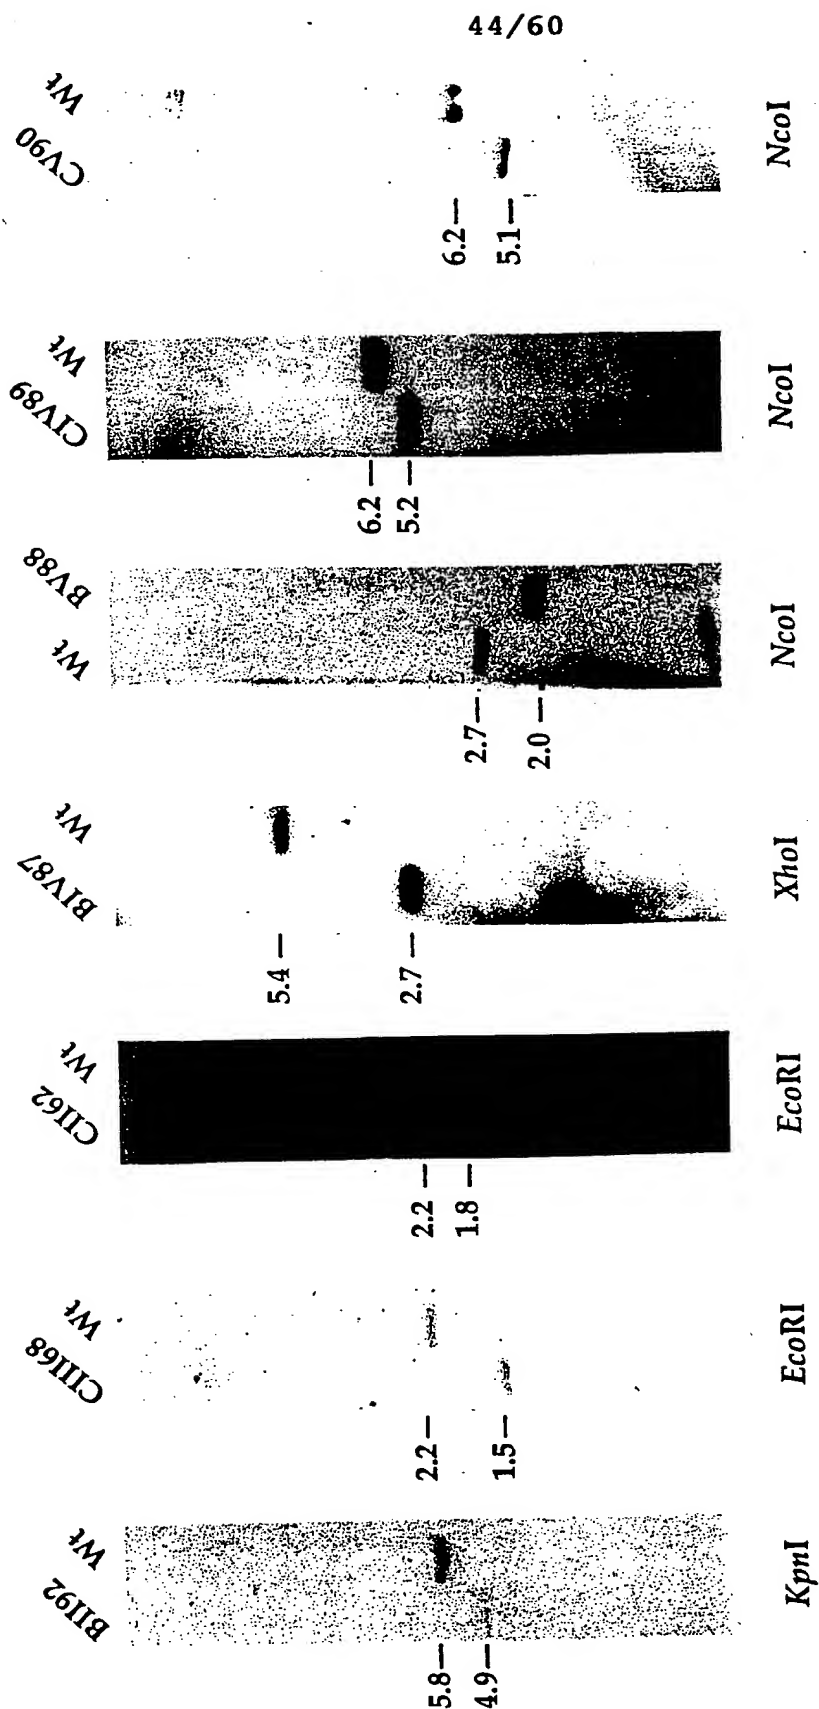 44/60
CV90 Wt
6.2
5.1
NcoI
CIV89 Wt
6.2
5.2
NcoI
Wt BV88
2.7
2.0
NcoI
BIV87 Wt
5.4
2.7
XhoI
CII62 Wt
2.2
1.8
EcoRI
CIII68 Wt
2.2
1.5
EcoRI
BII92 Wt
5.8
4.9
KpnI